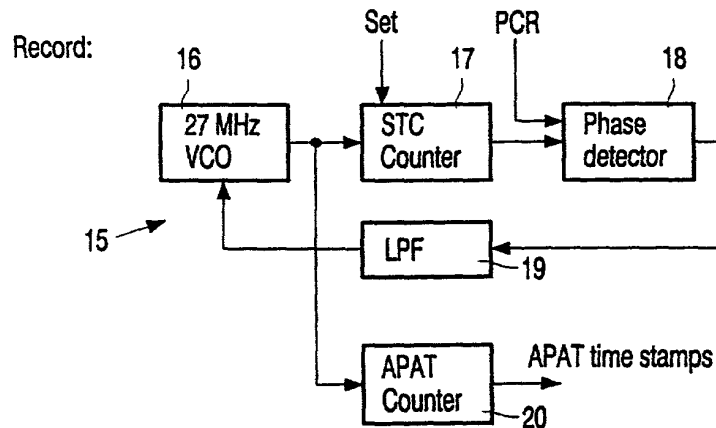 Record:
Set
PCR
16
17
18
27 MHz
VCO
STC
Counter
Phase
detector
15
LPF
19
APAT
Counter
APAT time stamps
20